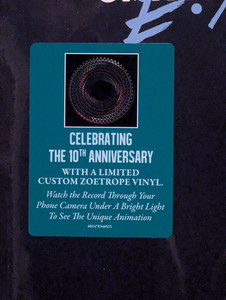 CELEBRATING
THE 10TH ANNIVERSARY
WITH A LIMITED
CUSTOM ZOETROPE VINYL.
Watch the Record Through Your
Phone Camera Under A Bright Light
To See The Unique Animation